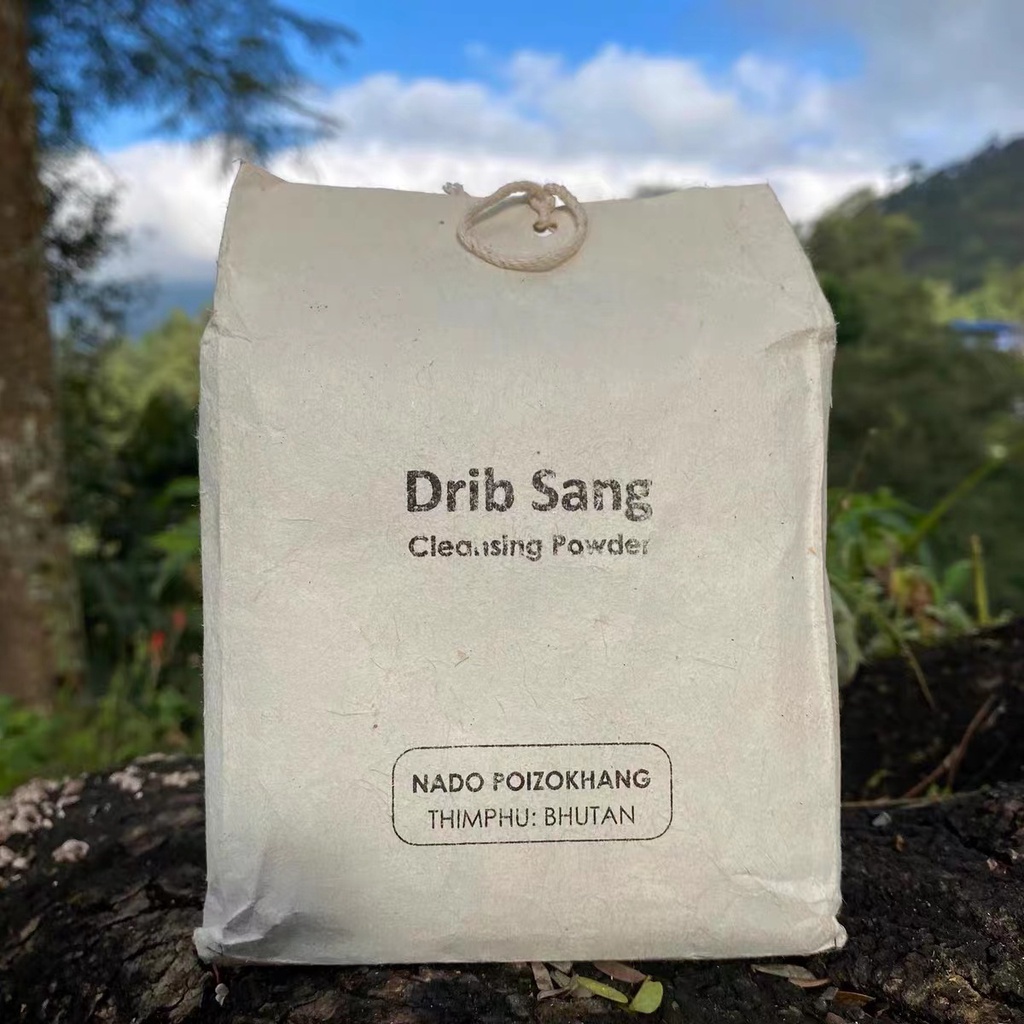 Drib Sang
Cleansing Powder
NADO POIZOKHANG
THIMPHU: BHUTAN